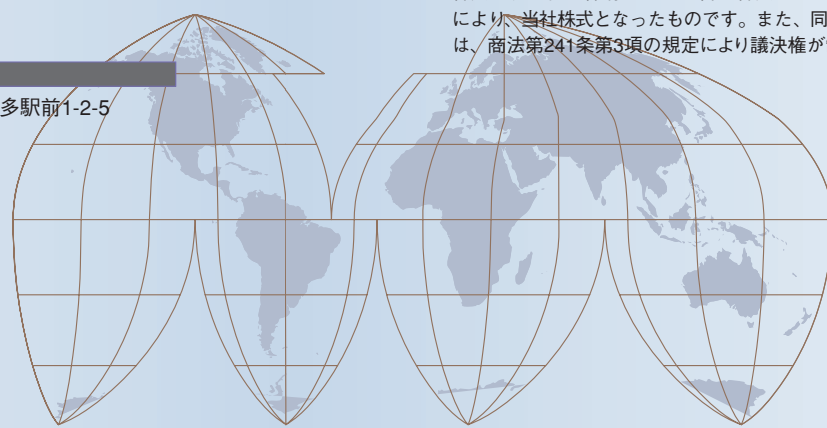 により、当社株式となったものです。また、同
は、商法第241条第3項の規定により議決権が
多駅前1-2-5